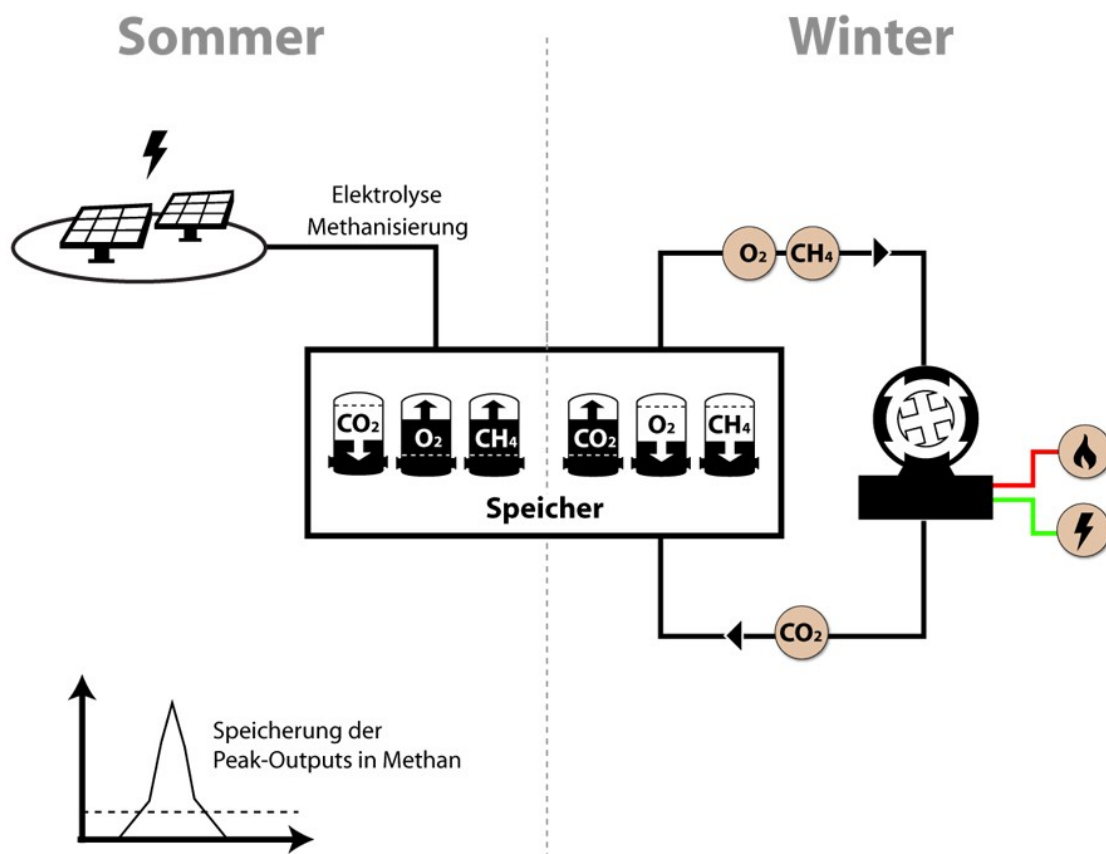 Sommer
Winter
Elektrolyse
Methanisierung
O₂ CH₄
CO₂ O₂ CH₄ CO₂ O₂ CH₄
Speicher
CO₂
Speicherung der
Peak-Outputs in Methan